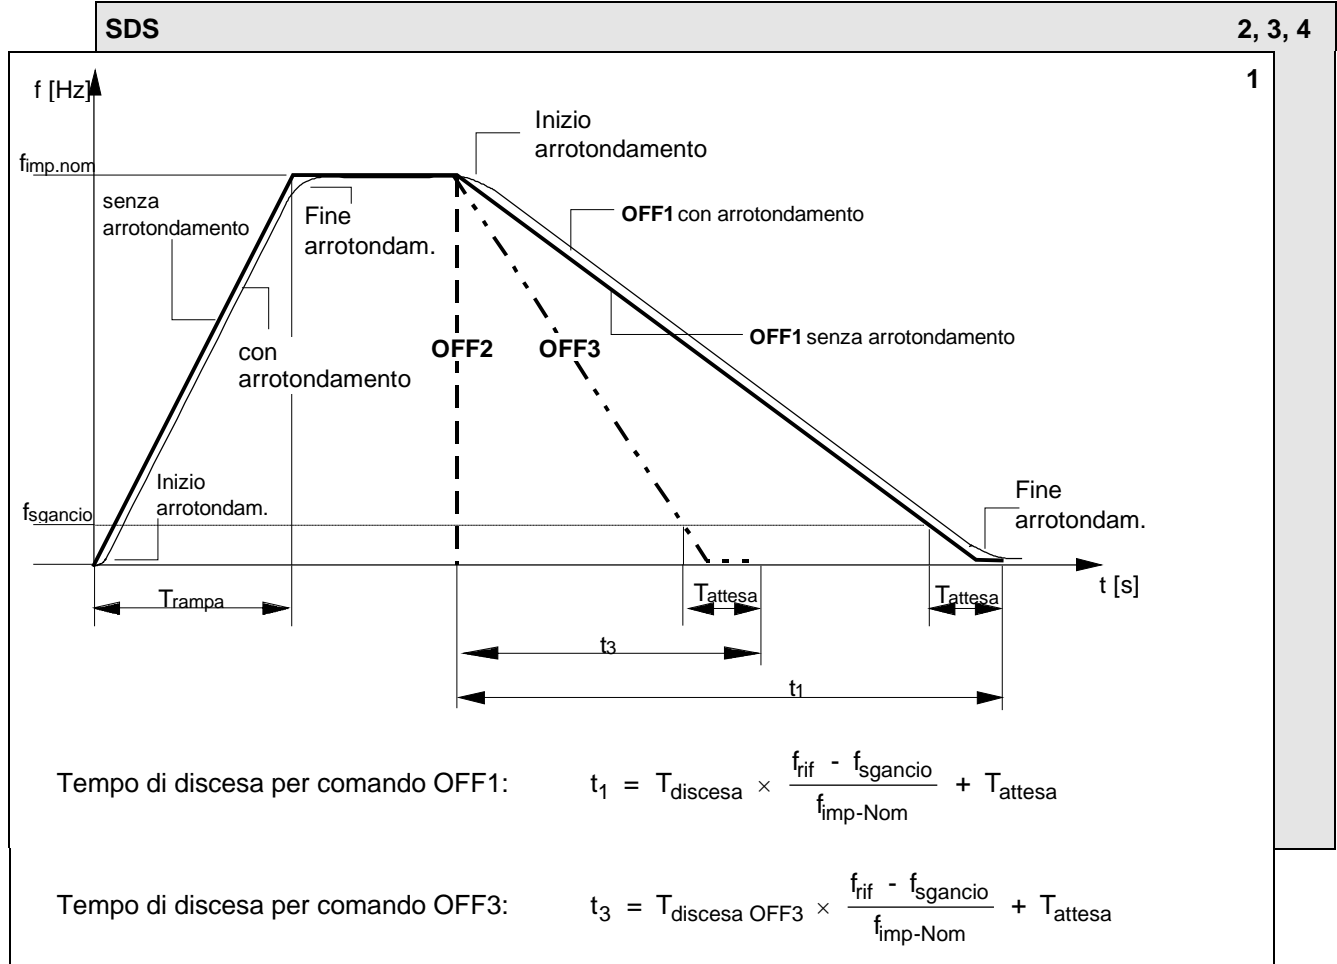 SDS 2, 3, 4
1
f [Hz]
Inizio
arrotondamento
fimp.nom
senza
arrotondamento
Fine
arrotondam.
OFF1 con arrotondamento
OFF1 senza arrotondamento
con
arrotondamento
OFF2 OFF3
Inizio
arrotondam.
fsgancio
Fine
arrotondam.
t [s]
Trampa
Tattesa
Tattesa
t3
t1
Tempo di discesa per comando OFF1: t1 = Tdiscesa × (frif - fsgancio) / fimp-Nom + Tattesa
Tempo di discesa per comando OFF3: t3 = Tdiscesa OFF3 × (frif - fsgancio) / fimp-Nom + Tattesa